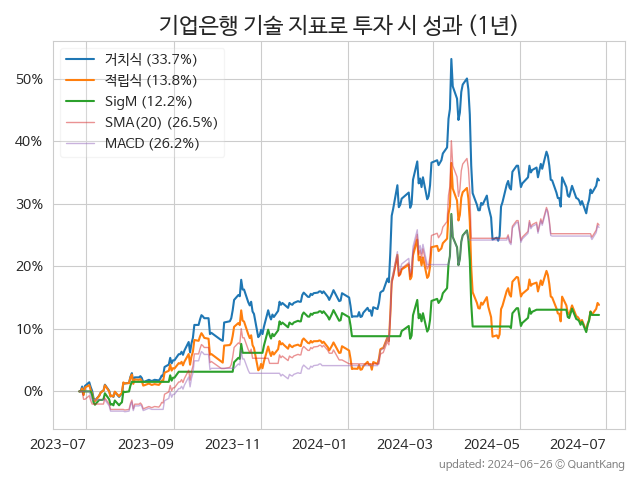 기업은행 기술 지표로 투자 시 성과 (1년)
거치식 (33.7%)
적립식 (13.8%)
SigM (12.2%)
SMA(20) (26.5%)
MACD (26.2%)
50%
40%
30%
20%
10%
0%
2023-07 2023-09 2023-11 2024-01 2024-03 2024-05 2024-07
updated: 2024-06-26 © QuantKang